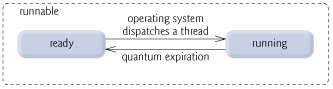 runnable
operating system
dispatches a thread
ready
running
quantum expiration